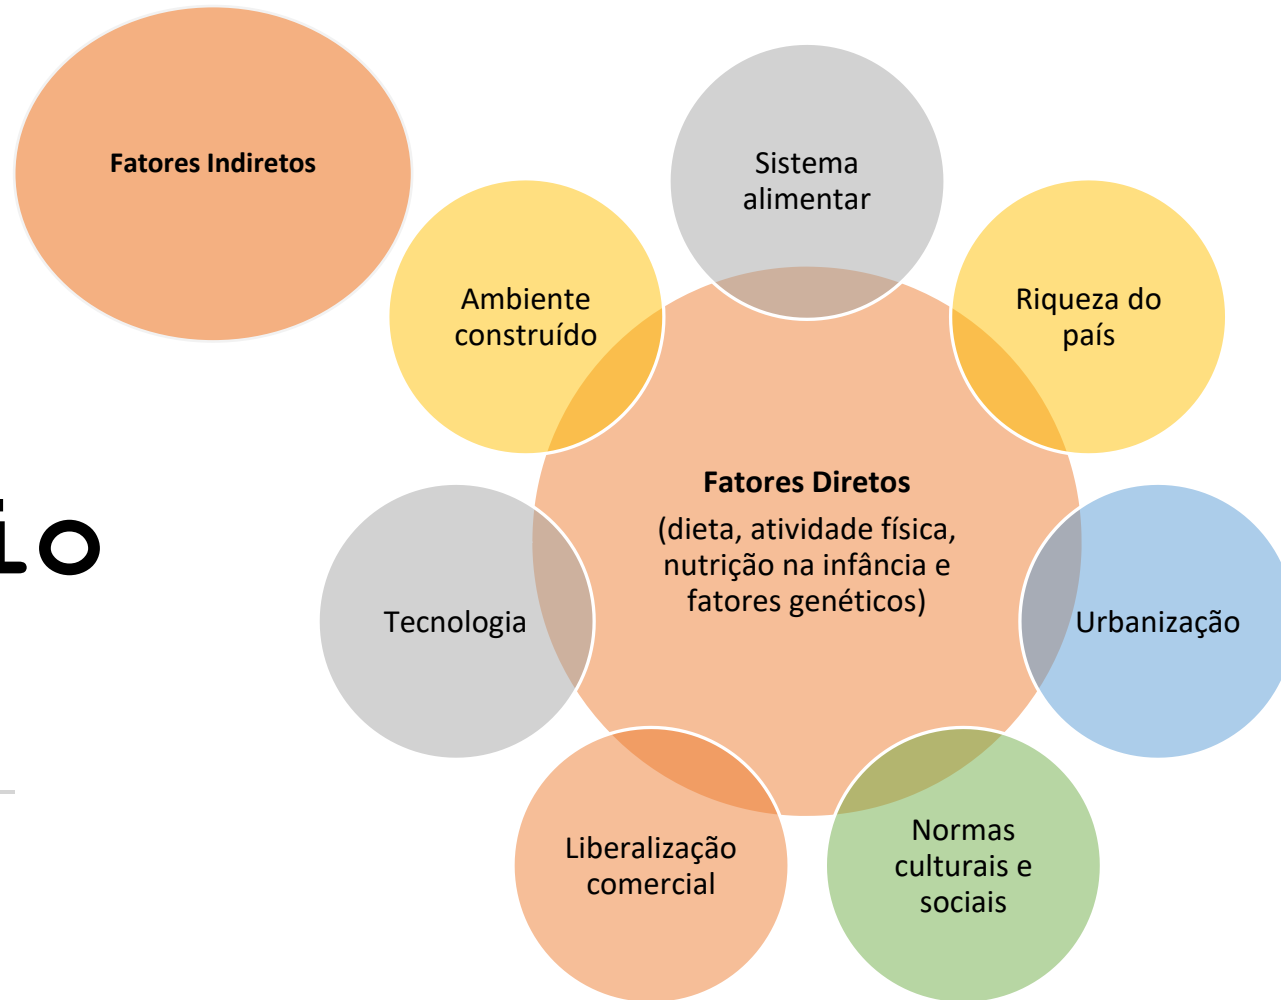 Fatores Indiretos
Sistema
alimentar
Ambiente
construído
Riqueza do
país
Fatores Diretos
(dieta, atividade física,
nutrição na infância e
fatores genéticos)
io
Tecnologia
Urbanização
Liberalização
comercial
Normas
culturais e
sociais